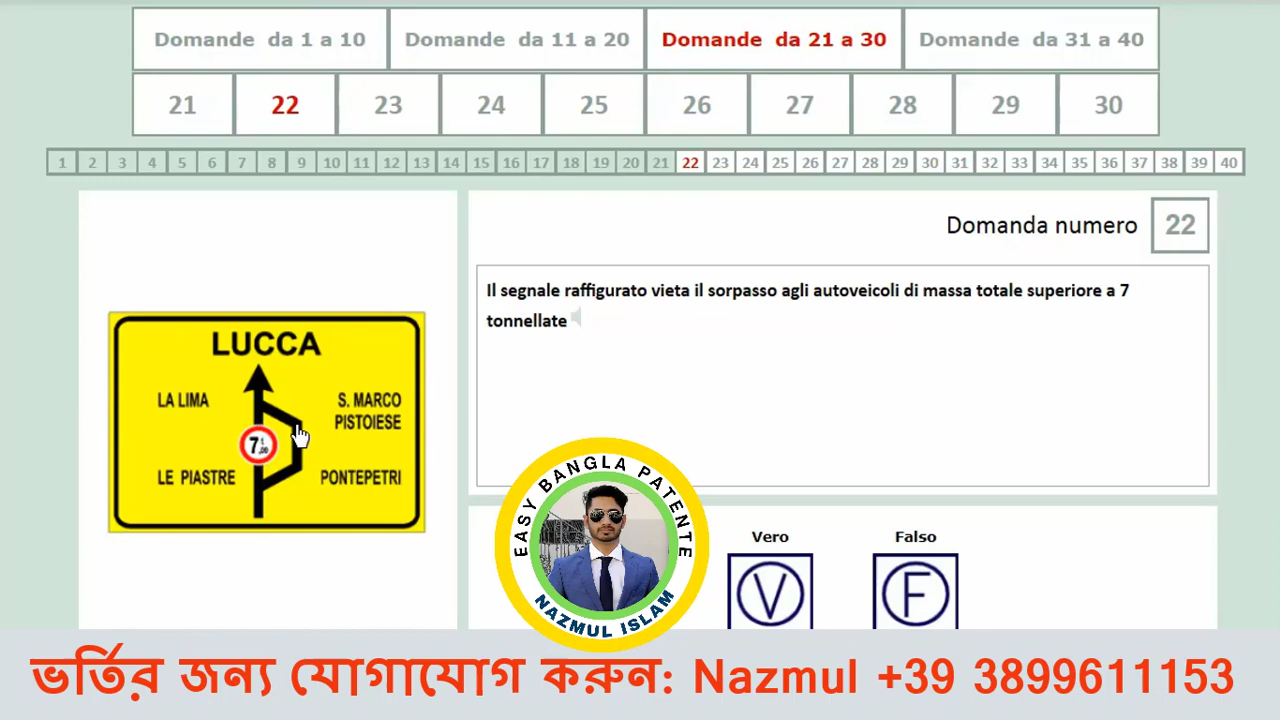 Domande da 1 a 10 Domande da 11 a 20 Domande da 21 a 30 Domande da 31 a 40
21 22 23 24 25 26 27 28 29 30
1 2 3 4 5 6 7 8 9 10 11 12 13 14 15 16 17 18 19 20 21 22 23 24 25 26 27 28 29 30 31 32 33 34 35 36 37 38 39 40
Domanda numero 22
Il segnale raffigurato vieta il sorpasso agli autoveicoli di massa totale superiore a 7
tonnellate
LUCCA
LA LIMA S. MARCO
PISTOIESE
7,00 t
LE PIASTRE PONTEPETRI
EASY BANGLA PATENTE
NAZMUL ISLAM
Vero Falso
V F
ভর্তির জন্য যোগাযোগ করুন: Nazmul +39 3899611153